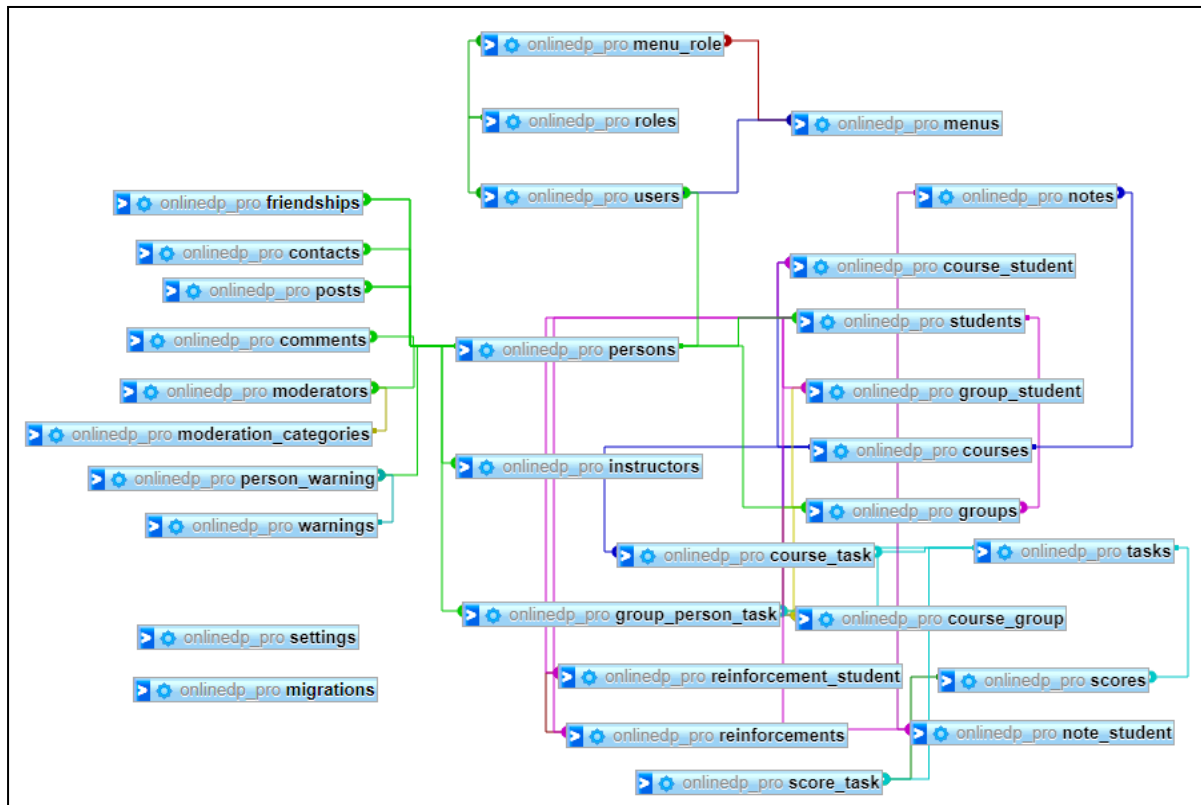 onlinedp_pro menu_role
onlinedp_pro roles
onlinedp_pro menus
onlinedp_pro users
onlinedp_pro notes
onlinedp_pro friendships
onlinedp_pro contacts
onlinedp_pro course_student
onlinedp_pro posts
onlinedp_pro students
onlinedp_pro comments
onlinedp_pro persons
onlinedp_pro moderators
onlinedp_pro group_student
onlinedp_pro moderation_categories
onlinedp_pro courses
onlinedp_pro instructors
onlinedp_pro person_warning
onlinedp_pro groups
onlinedp_pro warnings
onlinedp_pro course_task
onlinedp_pro tasks
onlinedp_pro group_person_task
onlinedp_pro course_group
onlinedp_pro settings
onlinedp_pro reinforcement_student
onlinedp_pro scores
onlinedp_pro migrations
onlinedp_pro reinforcements
onlinedp_pro note_student
onlinedp_pro score_task